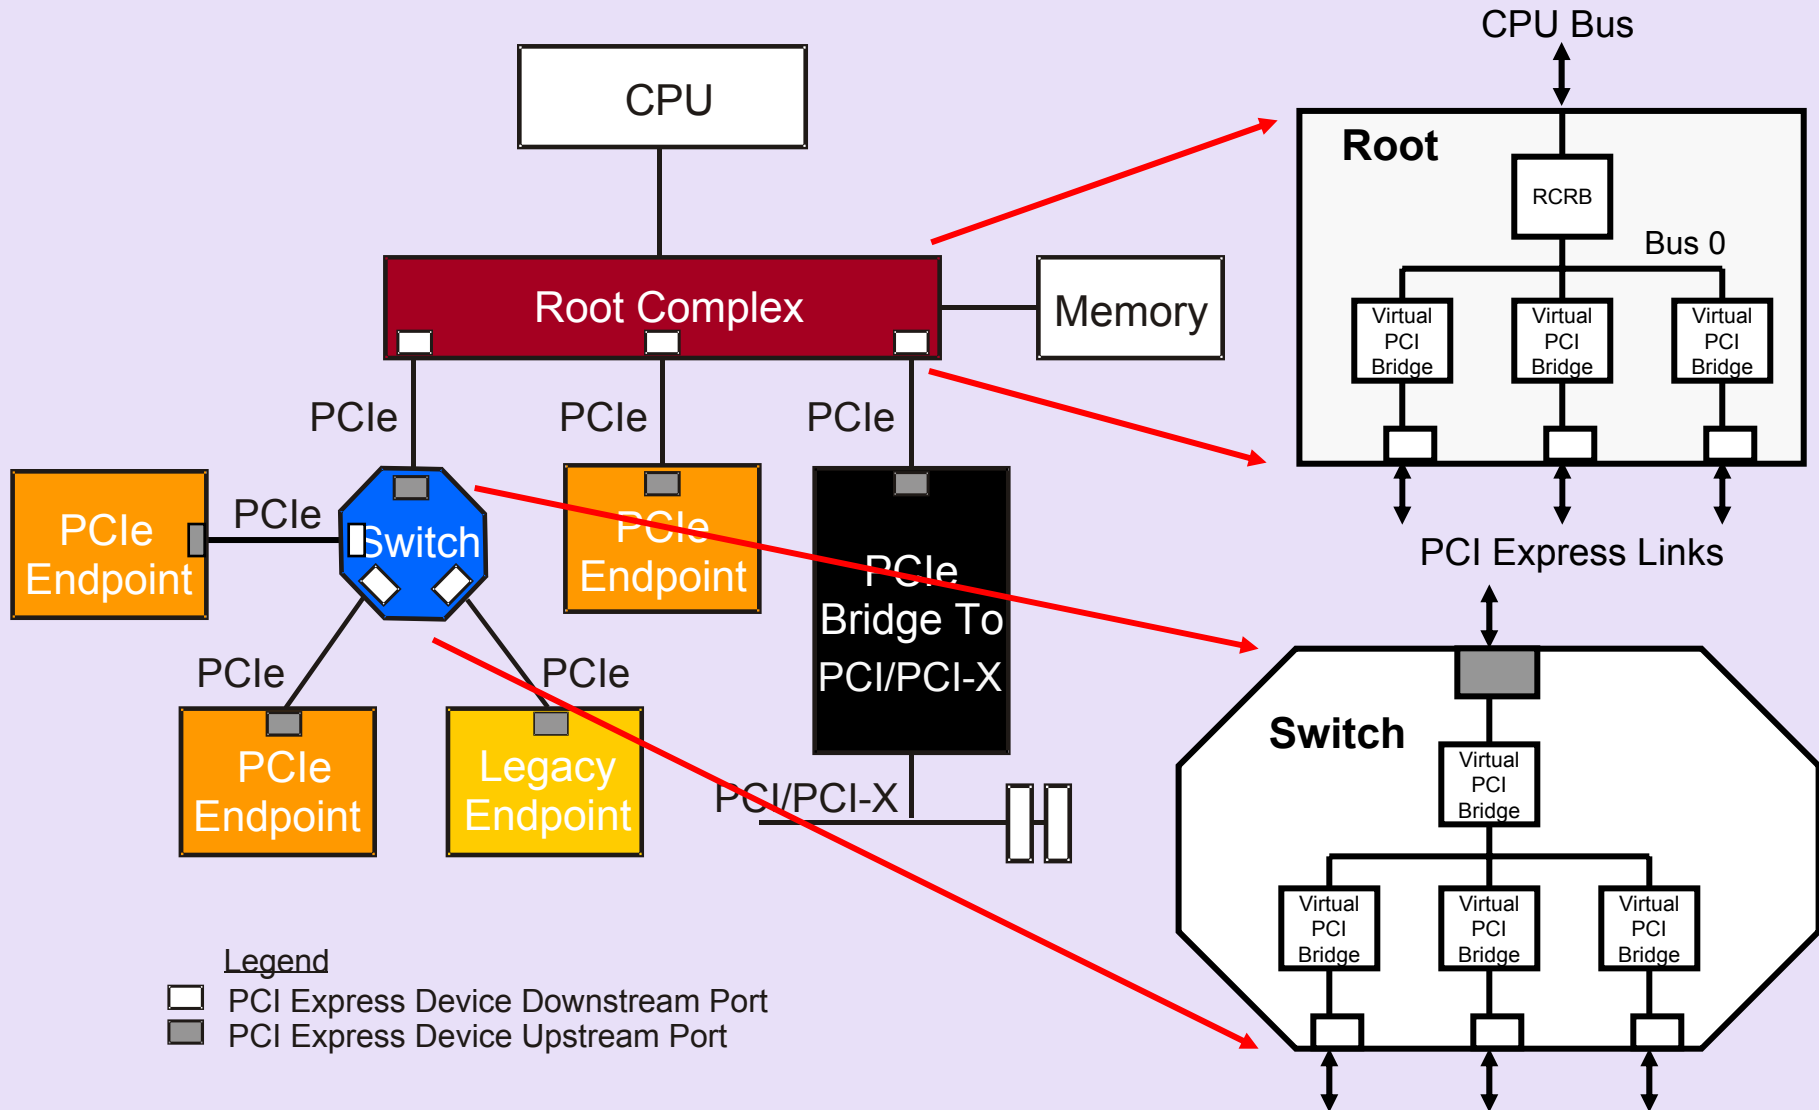 CPU
Root Complex
Memory
PCIe
PCIe
PCIe
PCIe
Endpoint
PCIe
Switch
PCIe
Endpoint
PCIe
Bridge To
PCI/PCI-X
PCIe
PCIe
PCIe
Endpoint
Legacy
Endpoint
PCI/PCI-X
Legend
PCI Express Device Downstream Port
PCI Express Device Upstream Port
CPU Bus
Root
RCRB
Bus 0
Virtual
PCI
Bridge
Virtual
PCI
Bridge
Virtual
PCI
Bridge
PCI Express Links
Switch
Virtual
PCI
Bridge
Virtual
PCI
Bridge
Virtual
PCI
Bridge
Virtual
PCI
Bridge